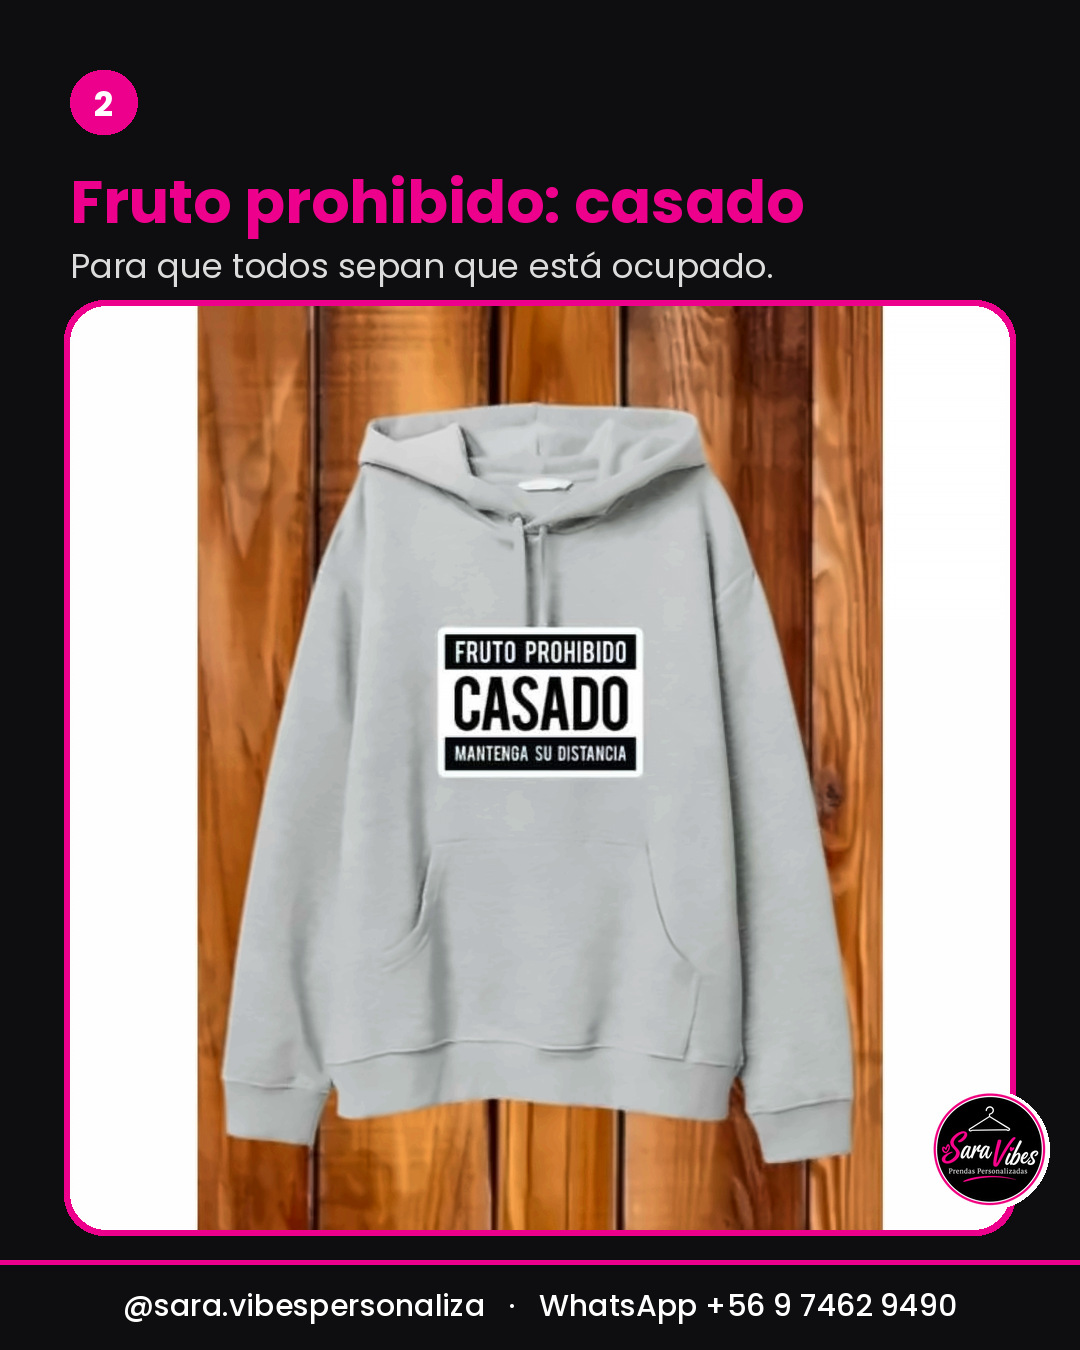 2
Fruto prohibido: casado
Para que todos sepan que está ocupado.
FRUTO PROHIBIDO
CASADO
MANTENGA SU DISTANCIA
Sara Vibes
Prendas Personalizadas
@sara.vibespersonaliza · WhatsApp +56 9 7462 9490